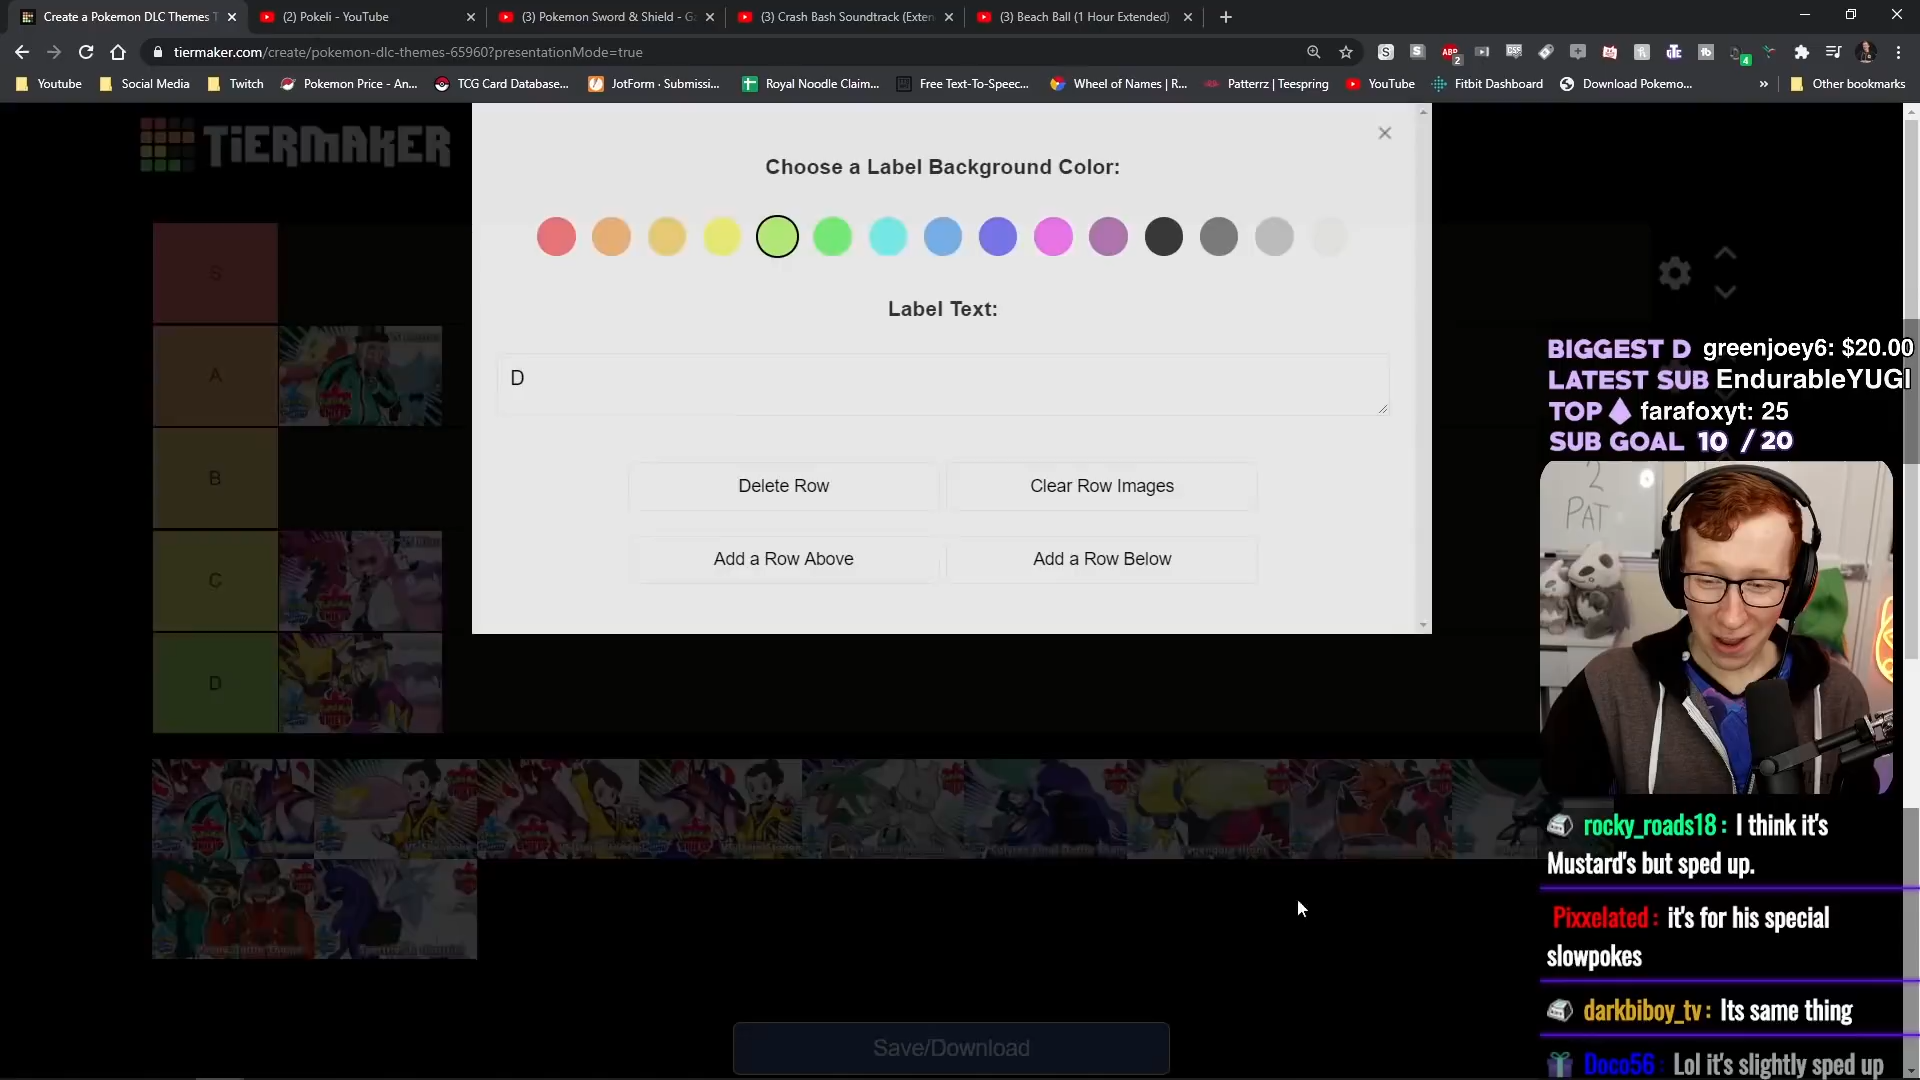 Create a Pokemon DLC Themes T
(2) Pokeli - YouTube
(3) Pokemon Sword & Shield - Ga
(3) Crash Bash Soundtrack (Exten
(3) Beach Ball (1 Hour Extended)
tiermaker.com/create/pokemon-dlc-themes-65960?presentationMode=true
Youtube
Social Media
Twitch
Pokemon Price - An...
TCG Card Database...
JotForm · Submissi...
Royal Noodle Claim...
Free Text-To-Speec...
Wheel of Names | R...
Patterrz | Teespring
YouTube
Fitbit Dashboard
Download Pokemo...
Other bookmarks
TiERMAKER
Choose a Label Background Color:
Label Text:
D
Delete Row
Clear Row Images
Add a Row Above
Add a Row Below
S
A
B
C
D
Save/Download
BIGGEST D greenjoey6: $20.00
LATEST SUB EndurableYUGI
TOP farafoxyt: 25
SUB GOAL 10 / 20
2
PAT
rocky_roads18 : I think it's
Mustard's but sped up.
Pixxelated : it's for his special
slowpokes
darkbiboy_tv : Its same thing
Doco56 : Lol it's slightly sped up